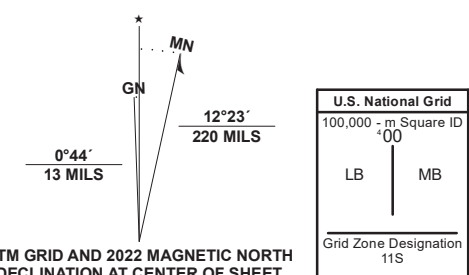 ★
MN
GN
12°23´
220 MILS
0°44´
13 MILS
TM GRID AND 2022 MAGNETIC NORTH
DECLINATION AT CENTER OF SHEET
U.S. National Grid
100,000 - m Square ID
⁴00
LB
MB
Grid Zone Designation
11S